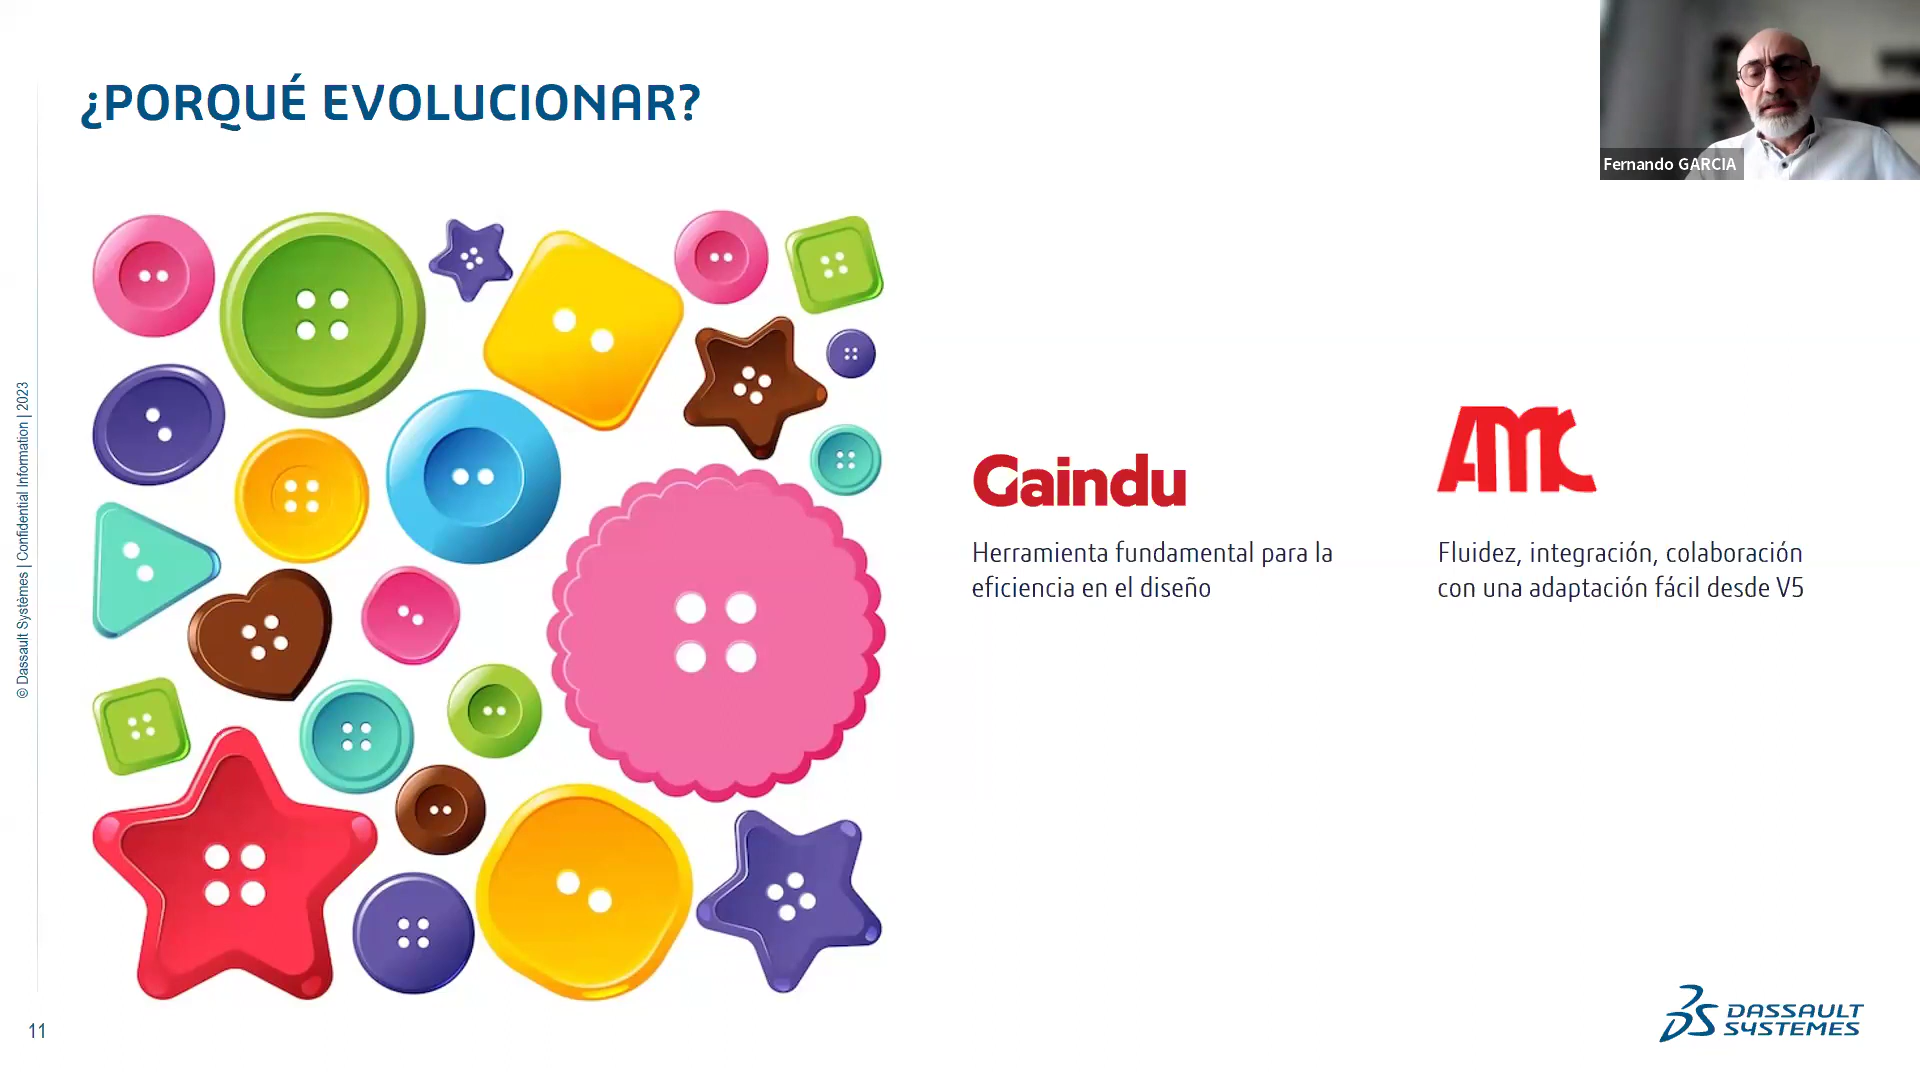 ¿PORQUÉ EVOLUCIONAR?
Fernando GARCIA
© Dassault Systèmes | Confidential Information | 2023
Gaindu
Herramienta fundamental para la
eficiencia en el diseño
AMC
Fluidez, integración, colaboración
con una adaptación fácil desde V5
11
DASSAULT
SYSTEMES